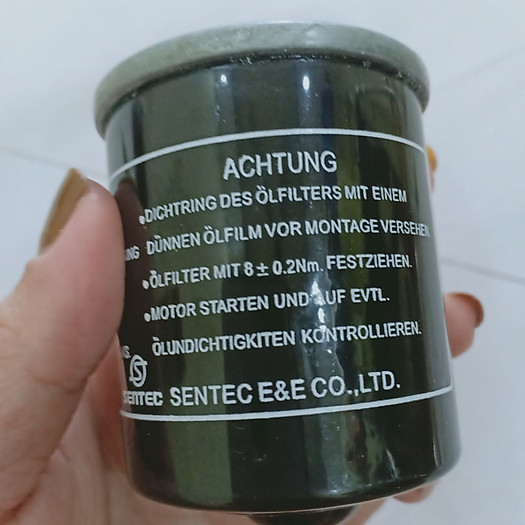 ACHTUNG
•DICHTRING DES ÖLFILTERS MIT EINEM
DÜNNEN ÖLFILM VOR MONTAGE VERSEHEN
•ÖLFILTER MIT 8 ± 0.2Nm. FESTZIEHEN.
•MOTOR STARTEN UND AUF EVTL.
ÖLUNDICHTIGKITEN KONTROLLIEREN.
SENTEC SENTEC E&E CO.,LTD.